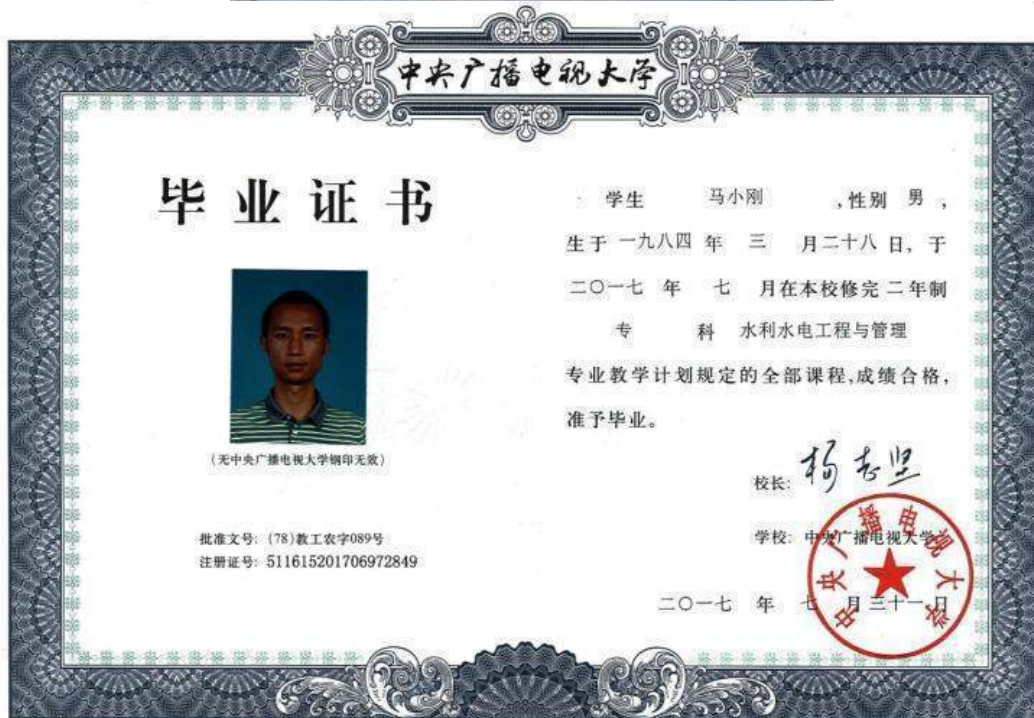 中央广播电视大学
毕业证书
(无中央广播电视大学钢印无效)
批准文号: (78)教工农字089号
注册证号: 511615201706972849
学生 马小刚 ,性别 男 ,
生于 一九八四 年 三 月二十八 日, 于
二〇一七 年 七 月在本校修完 二年制
专 科 水利水电工程与管理
专业教学计划规定的全部课程,成绩合格,
准予毕业。
校长: 杨志坚
学校: 中央广播电视大学
二〇一七 年 七 月三十一日
中央广播电视大学